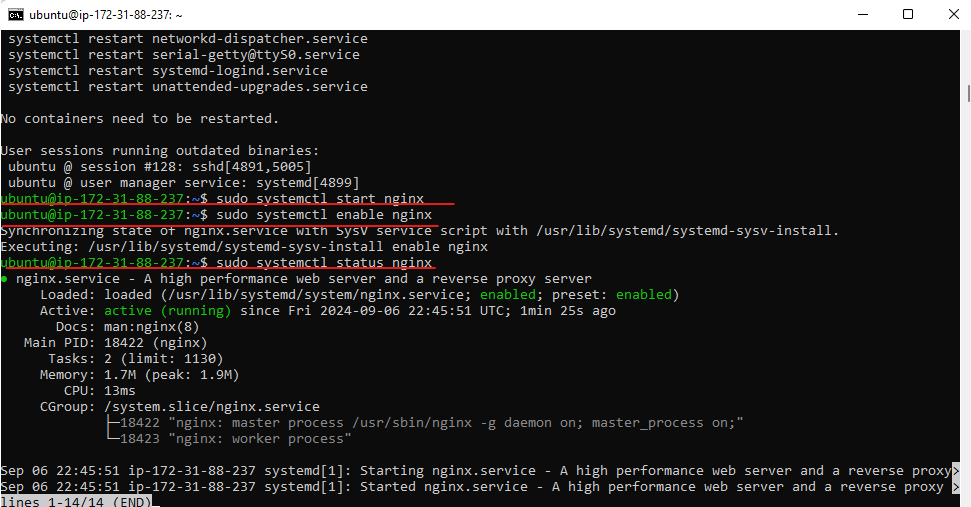 ubuntu@ip-172-31-88-237: ~
systemctl restart networkd-dispatcher.service
systemctl restart serial-getty@ttyS0.service
systemctl restart systemd-logind.service
systemctl restart unattended-upgrades.service
No containers need to be restarted.
User sessions running outdated binaries:
ubuntu @ session #128: sshd[4891,5005]
ubuntu @ user manager service: systemd[4899]
ubuntu@ip-172-31-88-237:~$ sudo systemctl start nginx
ubuntu@ip-172-31-88-237:~$ sudo systemctl enable nginx
Synchronizing state of nginx.service with SysV service script with /usr/lib/systemd/systemd-sysv-install.
Executing: /usr/lib/systemd/systemd-sysv-install enable nginx
ubuntu@ip-172-31-88-237:~$ sudo systemctl status nginx
● nginx.service - A high performance web server and a reverse proxy server
Loaded: loaded (/usr/lib/systemd/system/nginx.service; enabled; preset: enabled)
Active: active (running) since Fri 2024-09-06 22:45:51 UTC; 1min 25s ago
Docs: man:nginx(8)
Main PID: 18422 (nginx)
Tasks: 2 (limit: 1130)
Memory: 1.7M (peak: 1.9M)
CPU: 13ms
CGroup: /system.slice/nginx.service
├─18422 "nginx: master process /usr/sbin/nginx -g daemon on; master_process on;"
└─18423 "nginx: worker process"
Sep 06 22:45:51 ip-172-31-88-237 systemd[1]: Starting nginx.service - A high performance web server and a reverse proxy>
Sep 06 22:45:51 ip-172-31-88-237 systemd[1]: Started nginx.service - A high performance web server and a reverse proxy >
lines 1-14/14 (END)